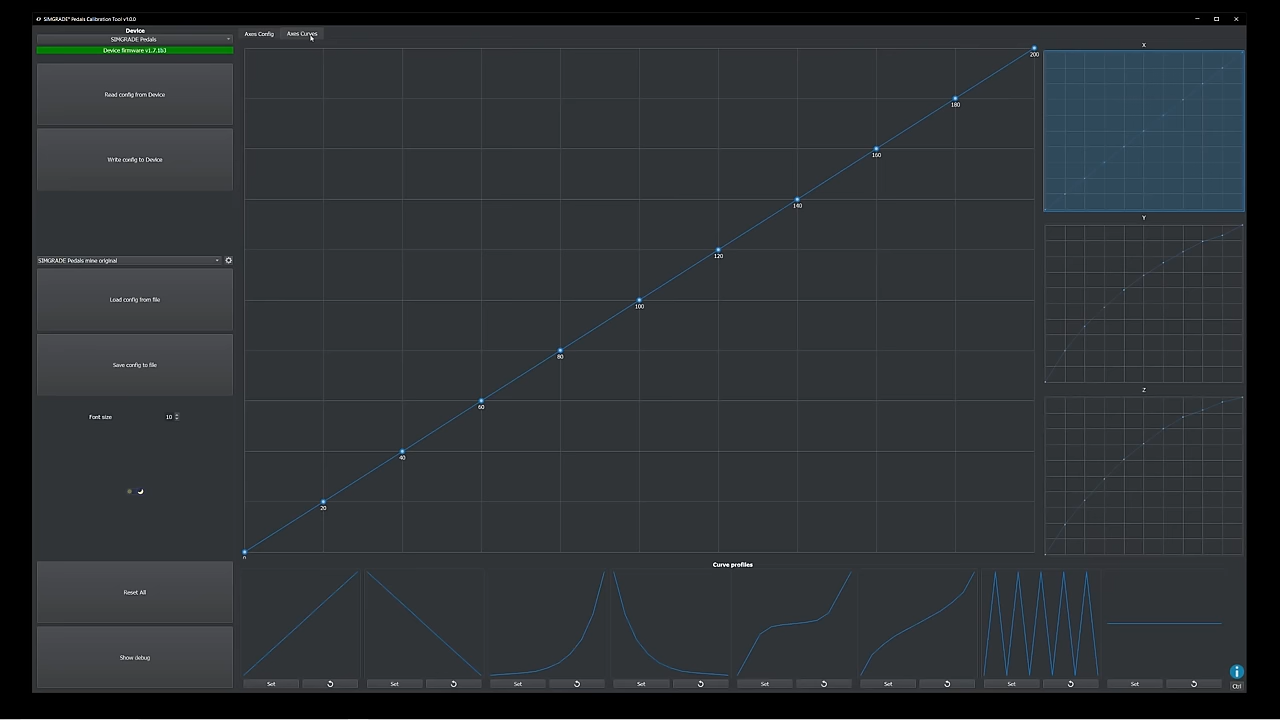 SIMGRADE® Pedals Calibration Tool v1.0.0
Device
SIMGRADE Pedals
Device firmware v1.7.1b3
Read config from Device
Write config to Device
SIMGRADE Pedals mine original
Load config from file
Save config to file
Font size 10
Reset All
Show debug
Axes Config Axes Curves
200
180
160
140
120
100
80
60
40
20
0
X
Y
Z
Curve profiles
Set Set Set Set Set Set Set Set
i
Ctrl